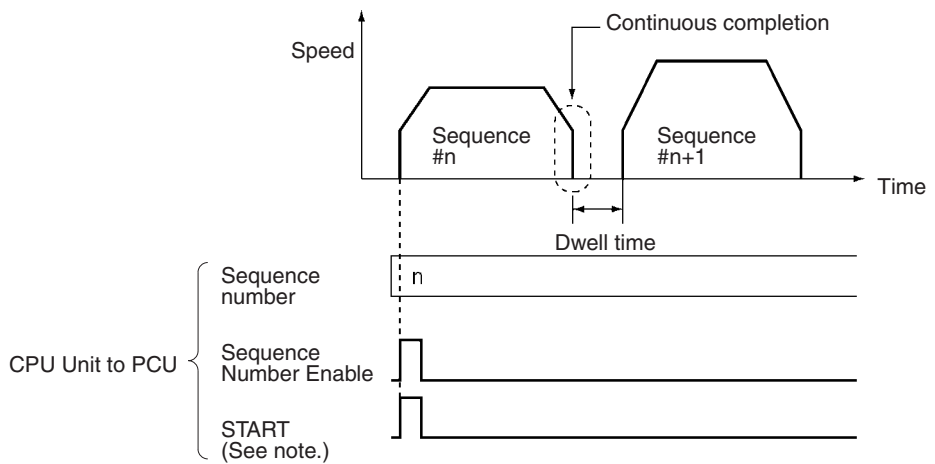 Continuous completion
Speed
Sequence
#n
Sequence
#n+1
Time
Dwell time
Sequence
number
n
CPU Unit to PCU
Sequence
Number Enable
START
(See note.)